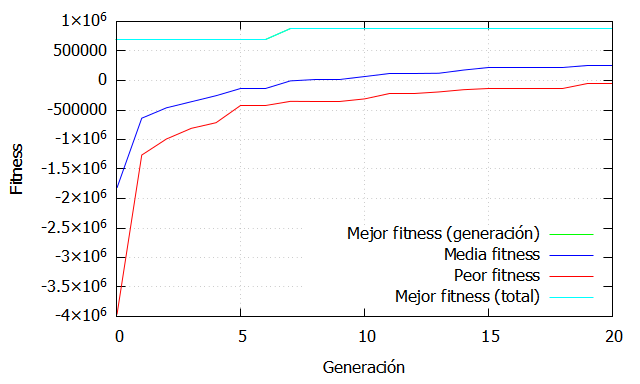 1×10⁶
500000
0
-500000
-1×10⁶
-1.5×10⁶
-2×10⁶
-2.5×10⁶
-3×10⁶
-3.5×10⁶
-4×10⁶
Fitness
Mejor fitness (generación)
Media fitness
Peor fitness
Mejor fitness (total)
0 5 10 15 20
Generación